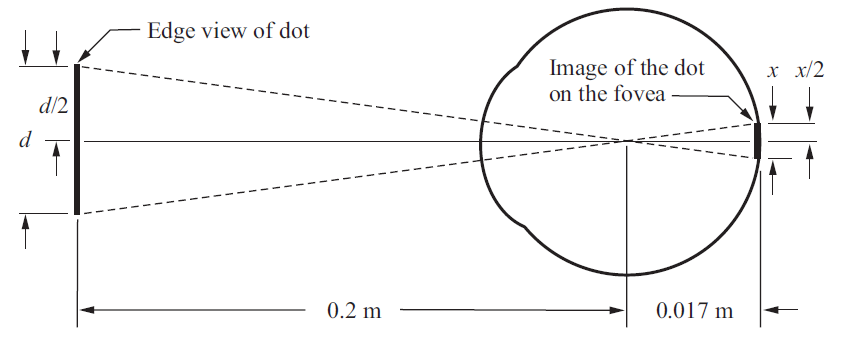 Edge view of dot
Image of the dot
on the fovea
x x/2
d/2
d
0.2 m
0.017 m